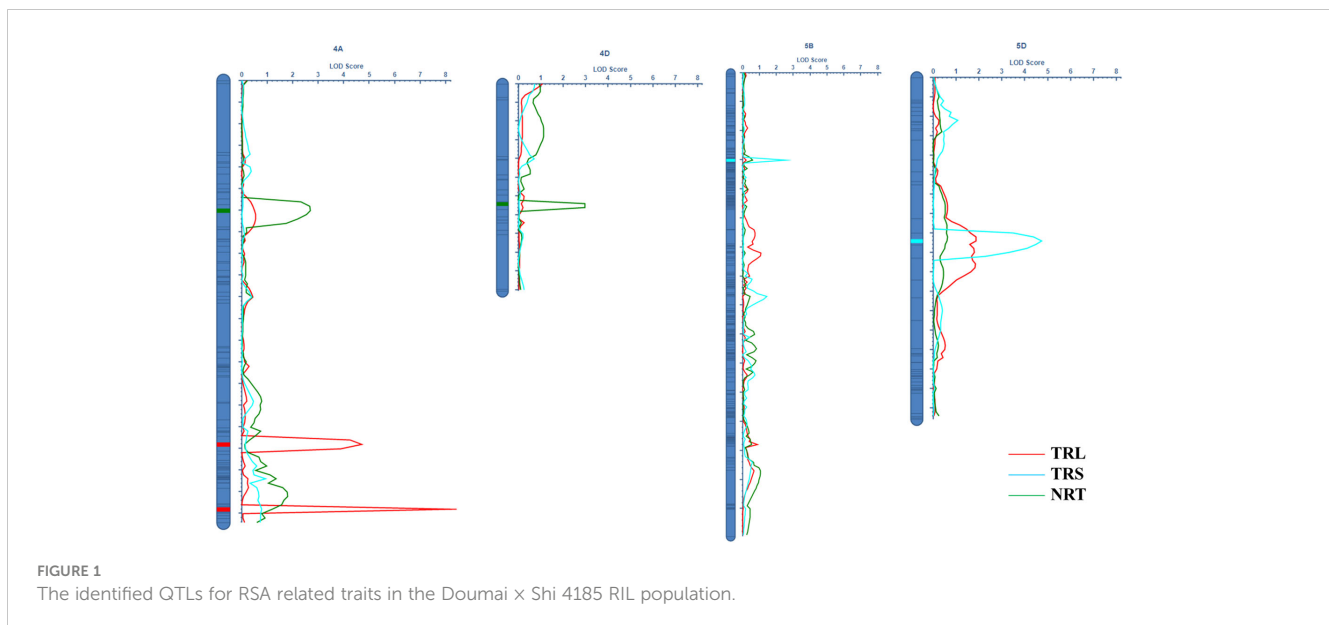 4A
LOD Score
0 1 2 3 4 5 6 7 8
4D
LOD Score
0 1 2 3 4 5 6 7 8
5B
LOD Score
0 1 2 3 4 5 6 7 8
5D
LOD Score
0 1 2 3 4 5 6 7 8
TRL
TRS
NRT
FIGURE 1
The identified QTLs for RSA related traits in the Doumai × Shi 4185 RIL population.